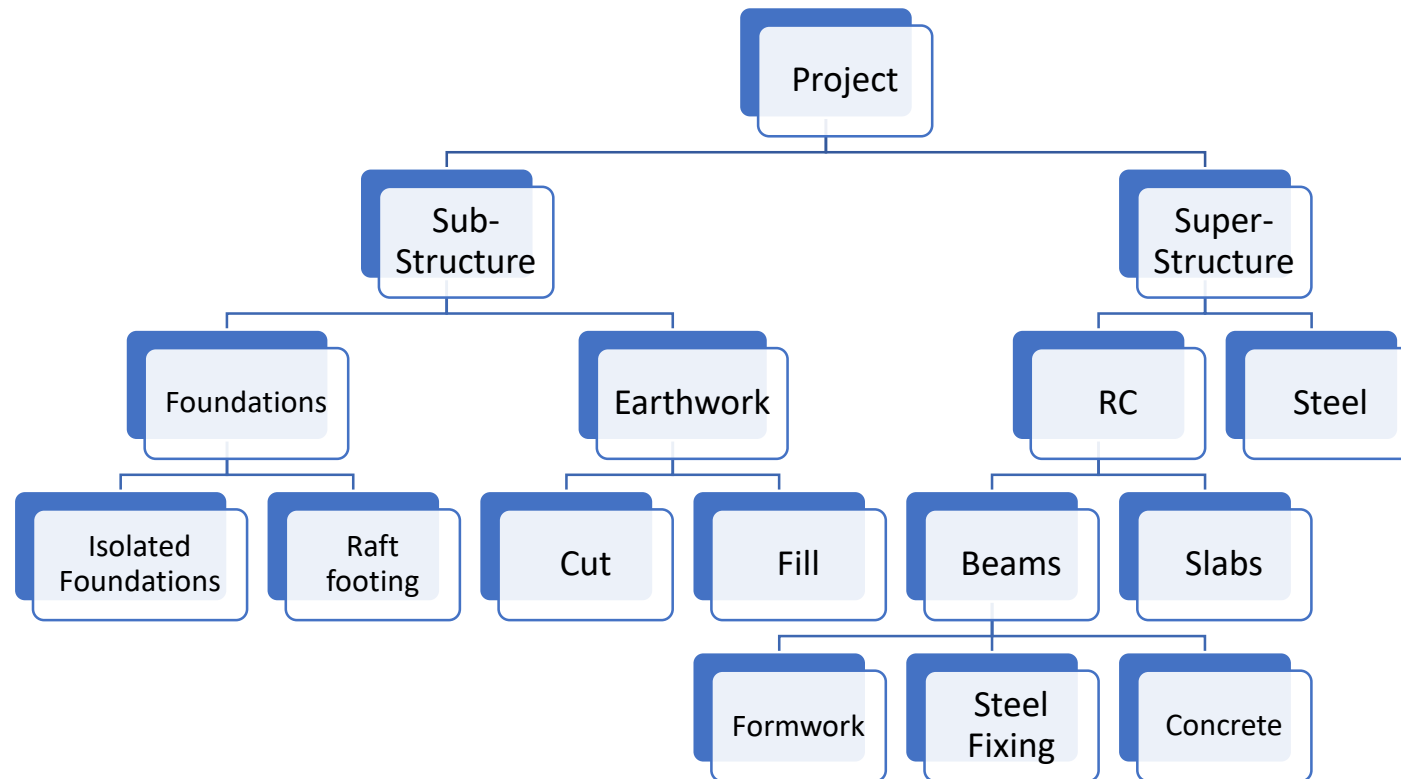 Project
Sub-
Structure
Super-
Structure
Foundations
Earthwork
RC
Steel
Isolated
Foundations
Raft
footing
Cut
Fill
Beams
Slabs
Formwork
Steel
Fixing
Concrete